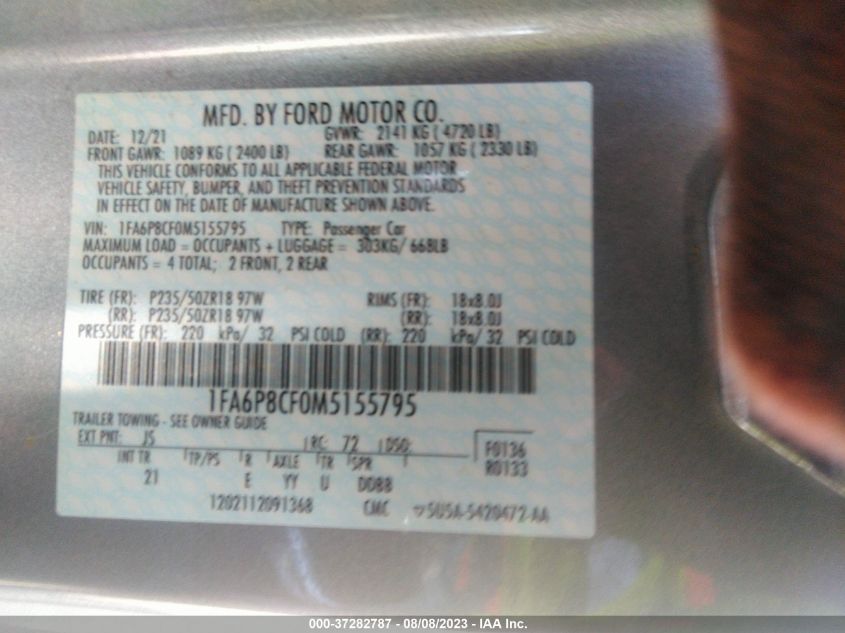 MFD. BY FORD MOTOR CO.
DATE: 12/21 GVWR: 2141 KG ( 4720 LB)
FRONT GAWR: 1089 KG ( 2400 LB) REAR GAWR: 1057 KG ( 2330 LB)
THIS VEHICLE CONFORMS TO ALL APPLICABLE FEDERAL MOTOR
VEHICLE SAFETY, BUMPER, AND THEFT PREVENTION STANDARDS
IN EFFECT ON THE DATE OF MANUFACTURE SHOWN ABOVE.
VIN: 1FA6P8CF0M5155795 TYPE: Passenger Car
MAXIMUM LOAD = OCCUPANTS + LUGGAGE = 303KG/ 668LB
OCCUPANTS = 4 TOTAL; 2 FRONT, 2 REAR
TIRE (FR): P235/50ZR18 97W RIMS (FR): 18x8.0J
(RR): P235/50ZR18 97W (RR): 18x8.0J
PRESSURE (FR): 220 kPa/ 32 PSI COLD (RR): 220 kPa/ 32 PSI COLD
1FA6P8CF0M5155795
TRAILER TOWING - SEE OWNER GUIDE
EXT PNT: JS RC: 72 DSO: F0136
INT TR TP/PS R AXLE TR SPR R0133
21 E YY U DD88
1202112091368 CMC 5U5A-5420472-AA
000-37282787 - 08/08/2023 - IAA Inc.